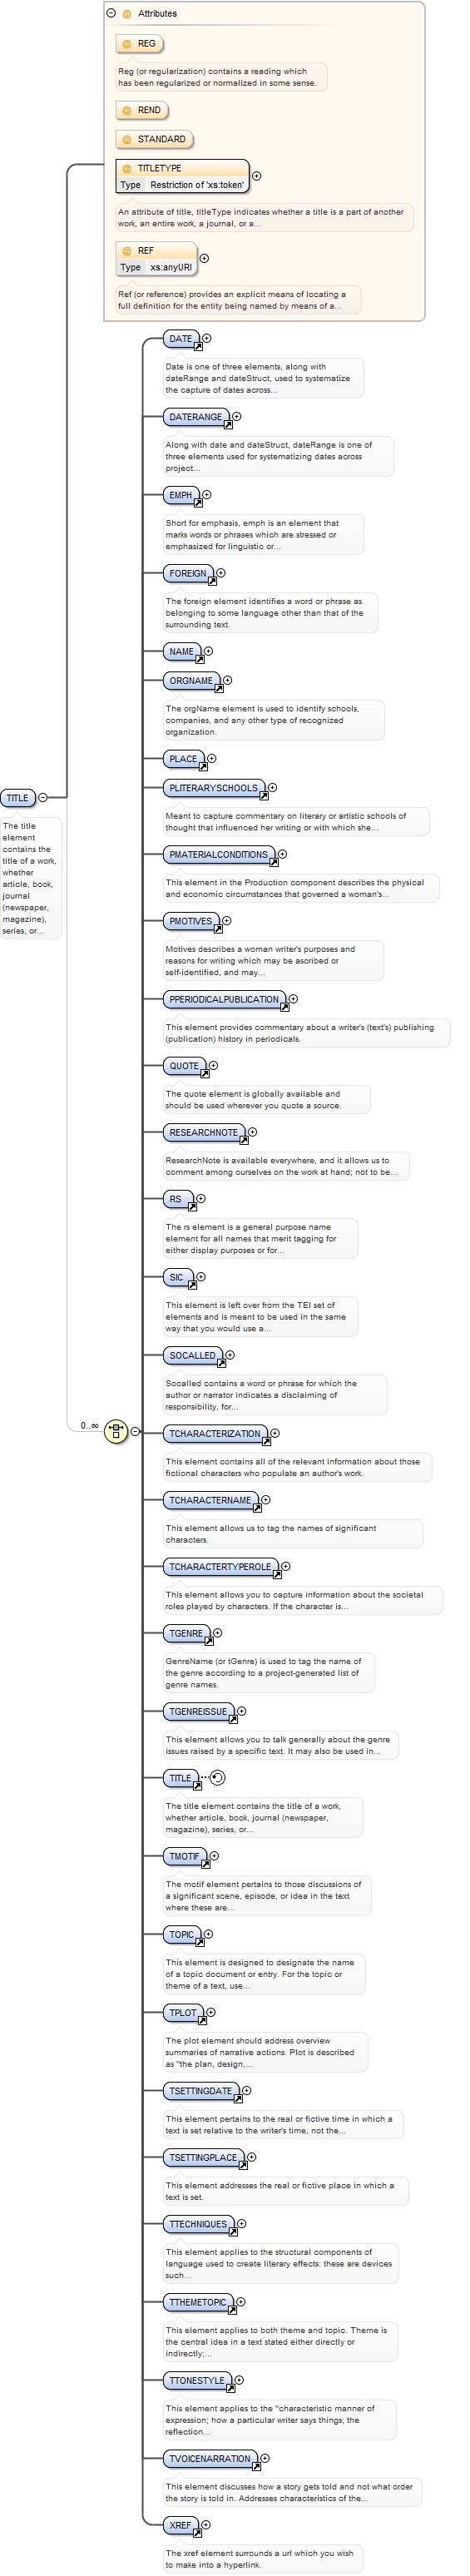 Attributes
@ REG
Reg (or regularization) contains a reading which
has been regularized or normalized in some sense.
@ REND
@ STANDARD
@ TITLETYPE
Type Restriction of 'xs:token'
An attribute of title, titleType indicates whether a title is a part of another
work, an entire work, a journal, or a...
@ REF
Type xs:anyURI
Ref (or reference) provides an explicit means of locating a
full definition for the entity being named by means of a...
DATE
Date is one of three elements, along with
dateRange and dateStruct, used to systematize
the capture of dates across...
DATERANGE
Along with date and dateStruct, dateRange is one of
three elements used for systematizing dates across
project...
EMPH
Short for emphasis, emph is an element that
marks words or phrases which are stressed or
emphasized for linguistic or...
FOREIGN
The foreign element identifies a word or phrase as
belonging to some language other than that of the
surrounding text.
NAME
ORGNAME
The orgName element is used to identify schools,
companies, and any other type of recognized
organization.
PLACE
PLITERARYSCHOOLS
Meant to capture commentary on literary or artistic schools of
thought that influenced her writing or with which she...
TITLE
The title
element
contains the
title of a work,
whether
article, book,
journal
(newspaper,
magazine),
series, or...
PMATERIALCONDITIONS
This element in the Production component describes the physical
and economic circumstances that governed a woman's...
PMOTIVES
Motives describes a woman writer's purposes and
reasons for writing which may be ascribed or
self-identified, and may...
PPERIODICALPUBLICATION
This element provides commentary about a writer's (text's) publishing
(publication) history in periodicals.
QUOTE
The quote element is globally available and
should be used wherever you quote a source.
RESEARCHNOTE
ResearchNote is available everywhere, and it allows us to
comment among ourselves on the work at hand; not to be...
RS
The rs element is a general purpose name
element for all names that merit tagging for
either display purposes or for...
SIC
This element is left over from the TEI set of
elements and is meant to be used in the same
way that you would use a...
SOCALLED
Socalled contains a word or phrase for which the
author or narrator indicates a disclaiming of
responsibility, for...
0..∞
TCHARACTERIZATION
This element contains all of the relevant information about those
fictional characters who populate an author's work.
TCHARACTERNAME
This element allows us to tag the names of significant
characters.
TCHARACTERTYPEROLE
This element allows you to capture information about the societal
roles played by characters. If the character is...
TGENRE
GenreName (or tGenre) is used to tag the name of
the genre according to a project-generated list of
genre names.
TGENREISSUE
This element allows you to talk generally about the genre
issues raised by a specific text. It may also be used in...
TITLE
The title element contains the title of a work,
whether article, book, journal (newspaper,
magazine), series, or...
TMOTIF
The motif element pertains to those discussions of
a significant scene, episode, or idea in the text
where these are...
TOPIC
This element is designed to designate the name
of a topic document or entry. For the topic or
theme of a text, use...
TPLOT
The plot element should address overview
summaries of narrative actions. Plot is described
as "the plan, design,...
TSETTINGDATE
This element pertains to the real or fictive time in which a
text is set relative to the writer's time, not the...
TSETTINGPLACE
This element addresses the real or fictive place in which a
text is set.
TTECHNIQUES
This element applies to the structural components of
language used to create literary effects: these are devices
such...
TTHEMETOPIC
This element applies to both theme and topic. Theme is
the central idea in a text stated either directly or
indirectly;...
TTONESTYLE
This element applies to the "characteristic manner of
expression; how a particular writer says things; the
reflection...
TVOICENARRATION
This element discusses how a story gets told and not what order
the story is told in. Addresses characteristics of the...
XREF
The xref element surrounds a url which you wish
to make into a hyperlink.